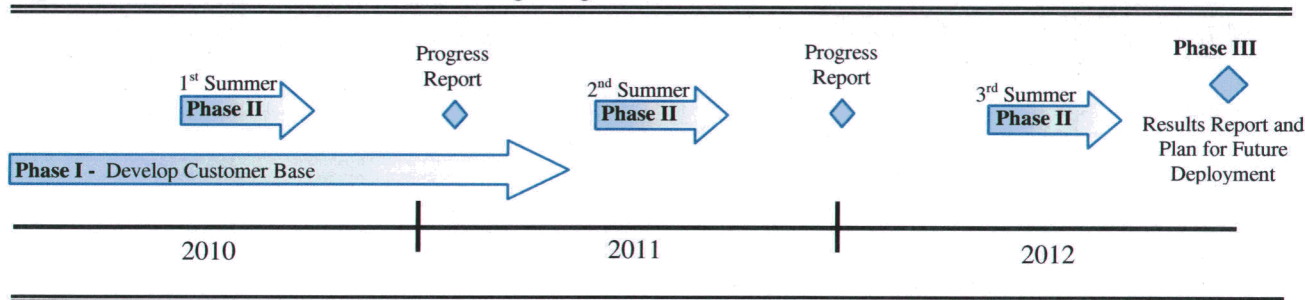 1st Summer
Phase II
Progress
Report
2nd Summer
Phase II
Progress
Report
3rd Summer
Phase II
Phase III
Results Report and
Plan for Future
Deployment
Phase I - Develop Customer Base
2010
2011
2012